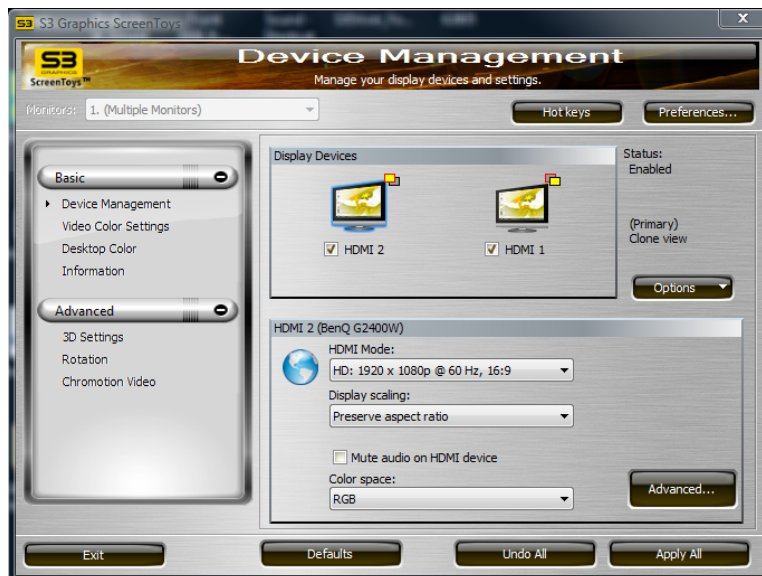 S3 S3 Graphics ScreenToys
X
S3
GRAPHICS
ScreenToys™
Device Management
Manage your display devices and settings.
Monitors: 1. (Multiple Monitors)
Hot keys
Preferences...
Basic
Device Management
Video Color Settings
Desktop Color
Information
Advanced
3D Settings
Rotation
Chromotion Video
Display Devices
HDMI 2
HDMI 1
Status:
Enabled
(Primary)
Clone view
Options
HDMI 2 (BenQ G2400W)
HDMI Mode:
HD: 1920 x 1080p @ 60 Hz, 16:9
Display scaling:
Preserve aspect ratio
Mute audio on HDMI device
Color space:
RGB
Advanced...
Exit
Defaults
Undo All
Apply All